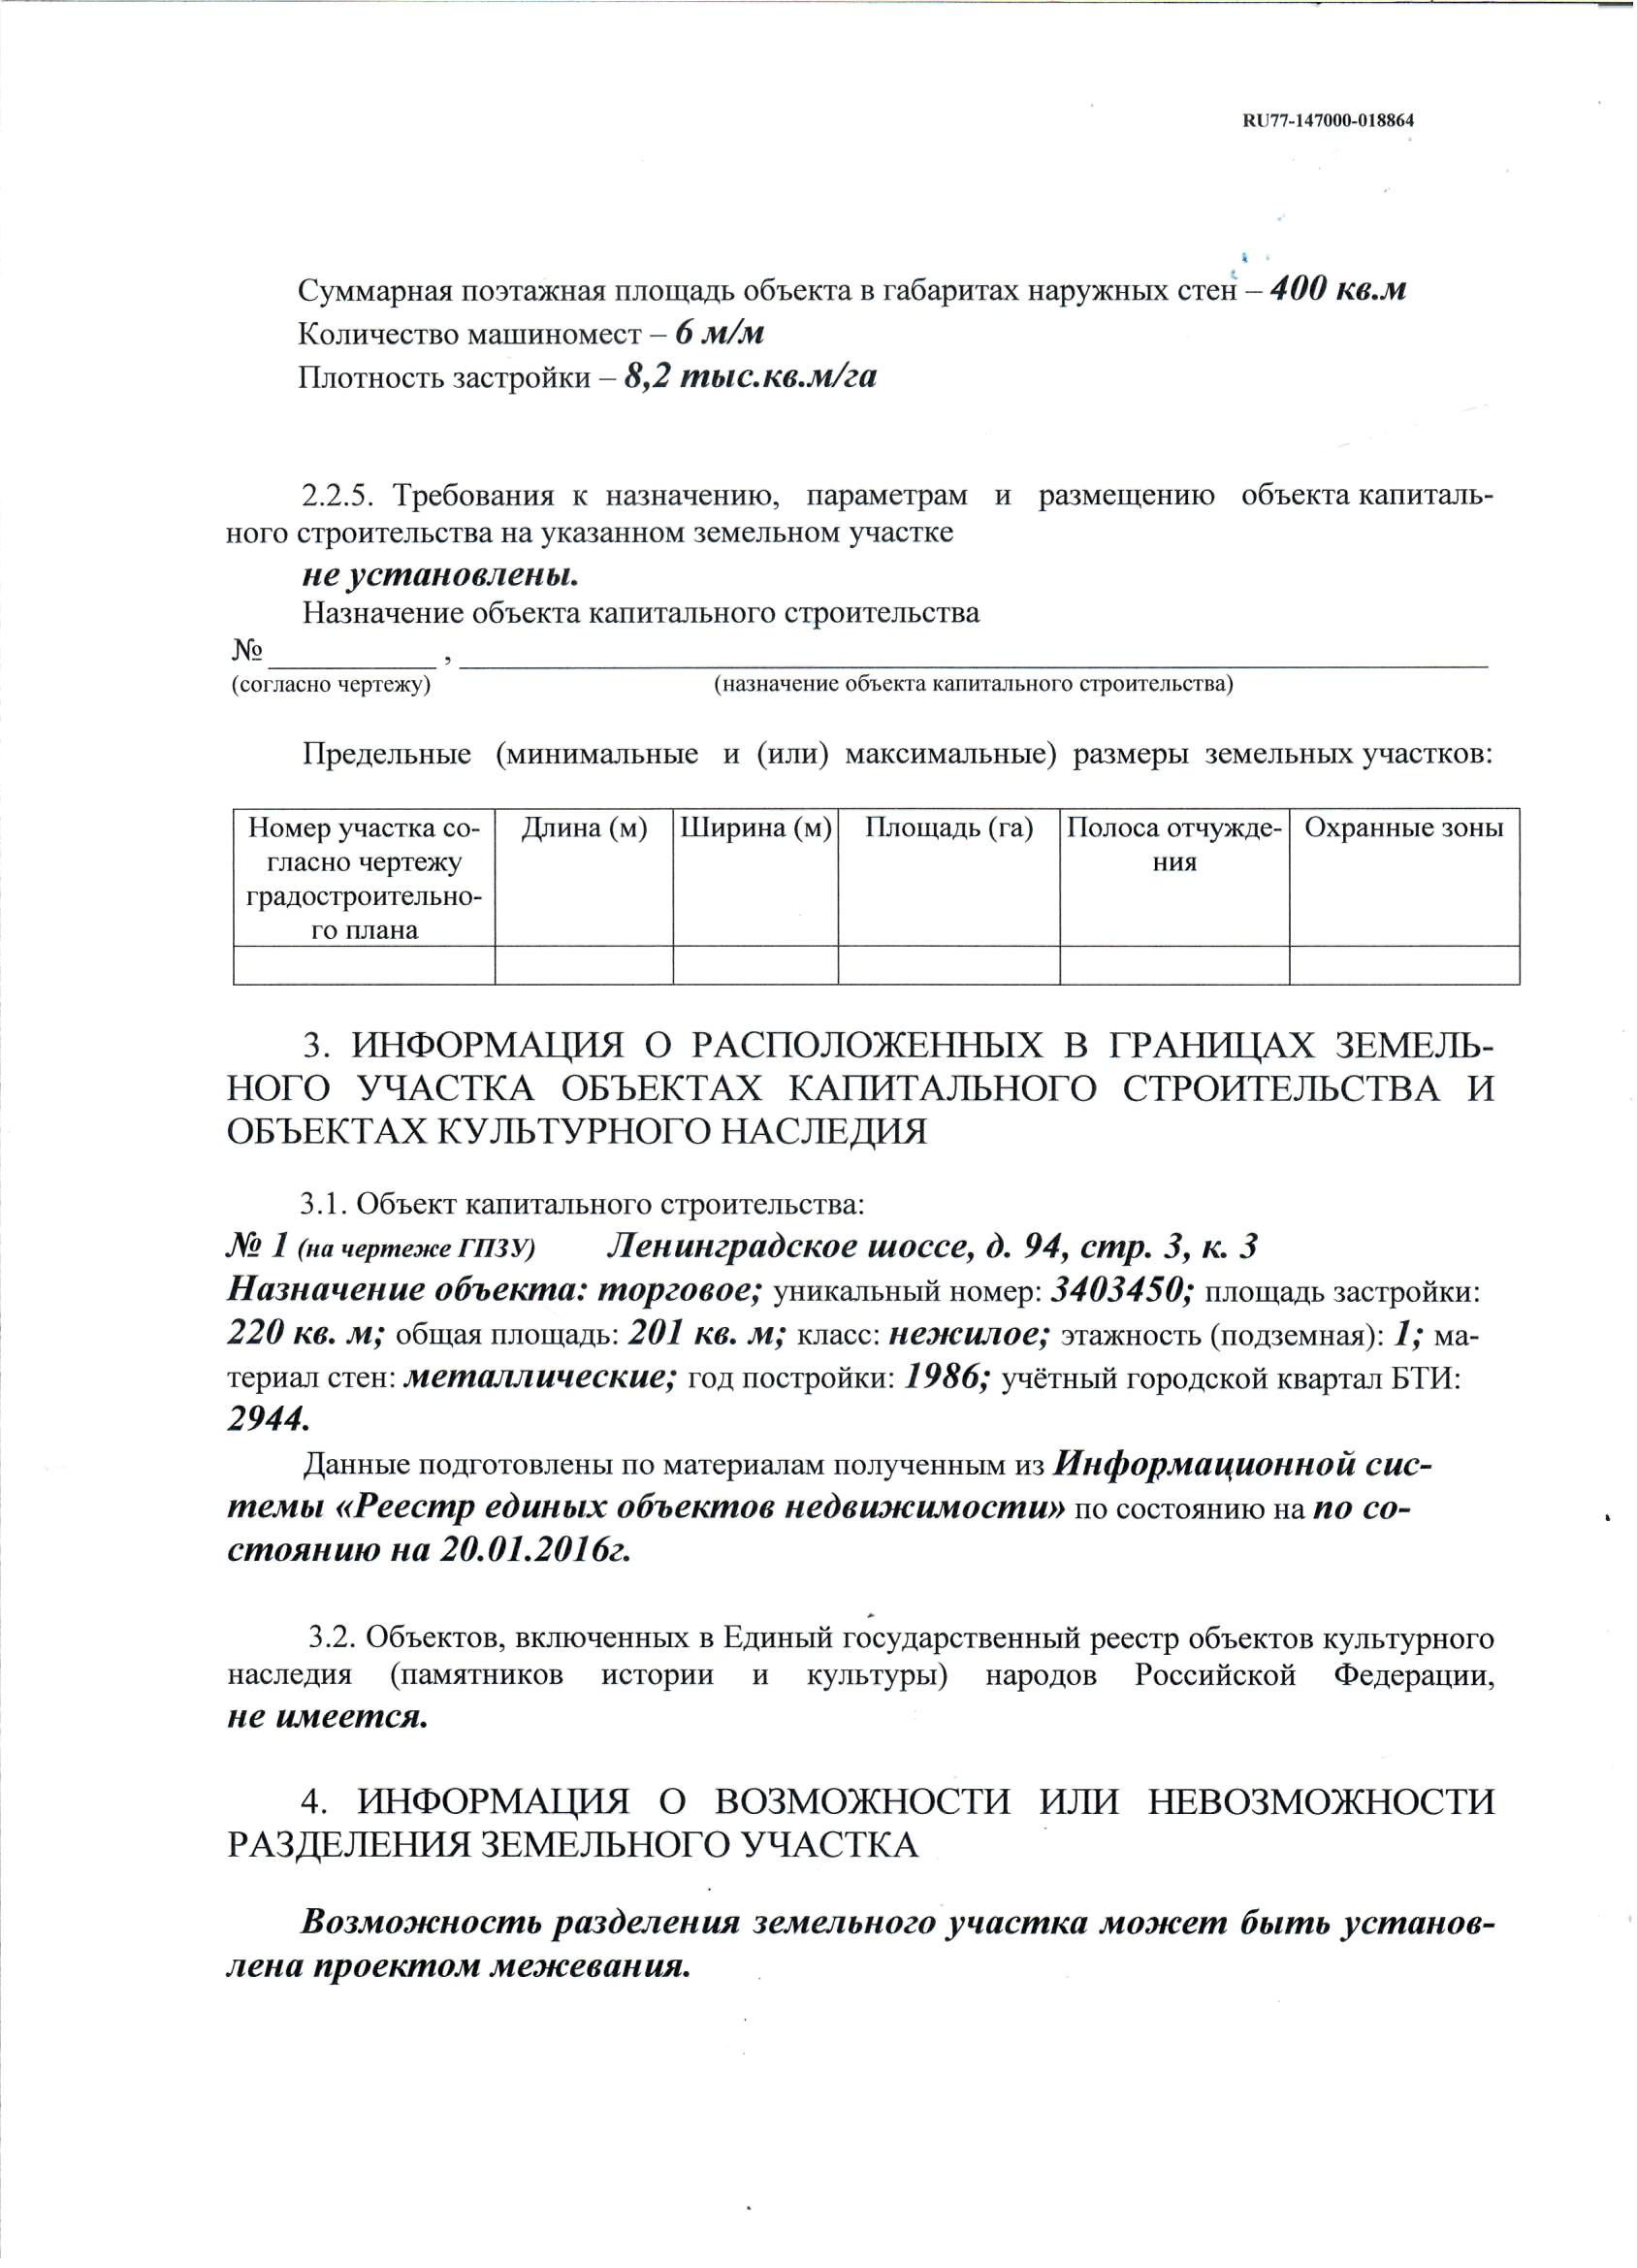 RU77-147000-018864
Суммарная поэтажная площадь объекта в габаритах наружных стен – 400 кв.м
Количество машиномест – 6 м/м
Плотность застройки – 8,2 тыс.кв.м/га
2.2.5. Требования к назначению, параметрам и размещению объекта капиталь-
ного строительства на указанном земельном участке
не установлены.
Назначение объекта капитального строительства
№ __________ , ____________________________________________________________
(согласно чертежу) (назначение объекта капитального строительства)
Предельные (минимальные и (или) максимальные) размеры земельных участков:
Номер участка со- Длина (м) Ширина (м) Площадь (га) Полоса отчужде- Охранные зоны
гласно чертежу ния
градостроительно-
го плана
3. ИНФОРМАЦИЯ О РАСПОЛОЖЕННЫХ В ГРАНИЦАХ ЗЕМЕЛЬ-
НОГО УЧАСТКА ОБЪЕКТАХ КАПИТАЛЬНОГО СТРОИТЕЛЬСТВА И
ОБЪЕКТАХ КУЛЬТУРНОГО НАСЛЕДИЯ
3.1. Объект капитального строительства:
№ 1 (на чертеже ГПЗУ) Ленинградское шоссе, д. 94, стр. 3, к. 3
Назначение объекта: торговое; уникальный номер: 3403450; площадь застройки:
220 кв. м; общая площадь: 201 кв. м; класс: нежилое; этажность (подземная): 1; ма-
териал стен: металлические; год постройки: 1986; учётный городской квартал БТИ:
2944.
Данные подготовлены по материалам полученным из Информационной сис-
темы «Реестр единых объектов недвижимости» по состоянию на по со-
стоянию на 20.01.2016г.
3.2. Объектов, включенных в Единый государственный реестр объектов культурного
наследия (памятников истории и культуры) народов Российской Федерации,
не имеется.
4. ИНФОРМАЦИЯ О ВОЗМОЖНОСТИ ИЛИ НЕВОЗМОЖНОСТИ
РАЗДЕЛЕНИЯ ЗЕМЕЛЬНОГО УЧАСТКА
Возможность разделения земельного участка может быть установ-
лена проектом межевания.